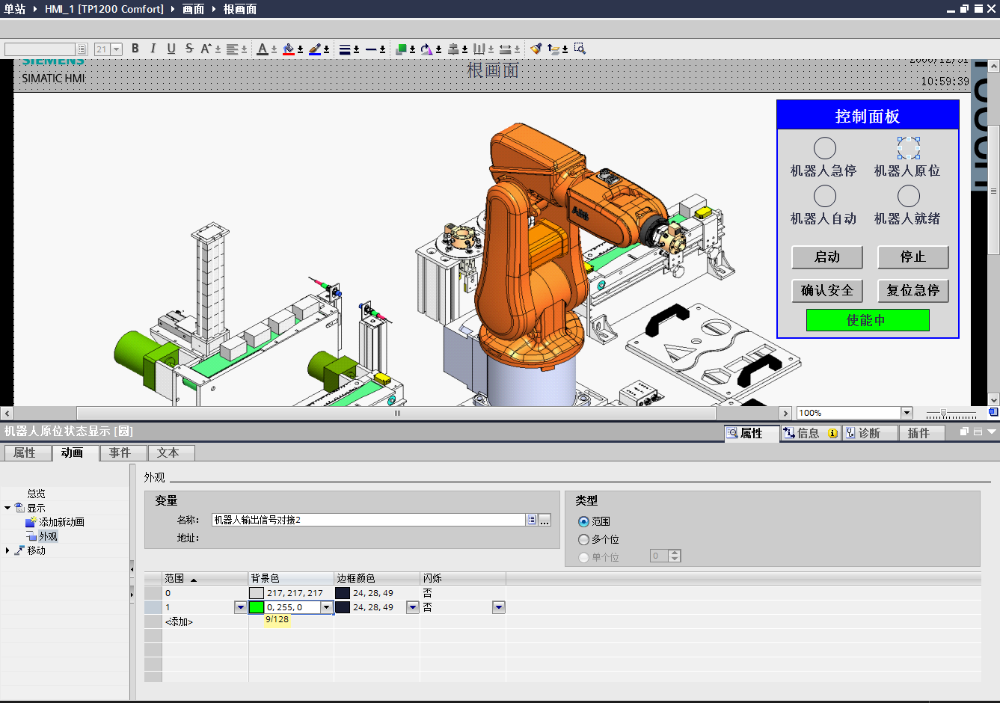 单站 HMI_1 [TP1200 Comfort] 画面 根画面
21 B I U S A A
SIEMENS
SIMATIC HMI
根画面
10:59:39
TOUCH
控制面板
机器人急停 机器人原位
机器人自动 机器人就绪
启动 停止
确认安全 复位急停
使能中
100%
机器人原位状态显示 [圆]
属性 信息 诊断 插件
属性 动画 事件 文本
总览
显示
添加新动画
外观
移动
外观
变量
名称: 机器人输出信号对接2 ...
地址:
类型
范围
多个位
单个位 0
范围 背景色 边框颜色 闪烁
0 217, 217, 217 24, 28, 49 否
1 0, 255, 0 24, 28, 49 否
<添加> 9/128